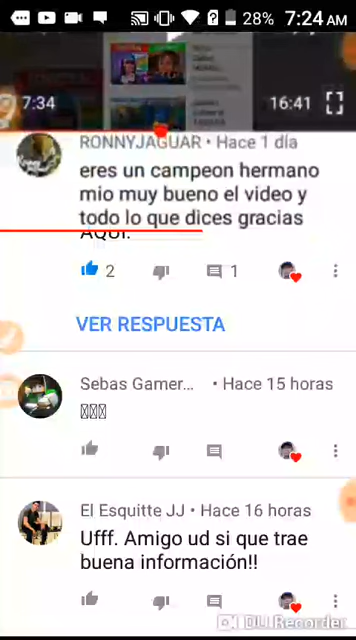 28% 7:24 AM
7:34
16:41
RONNYJAGUAR • Hace 1 día
eres un campeon hermano
mio muy bueno el video y
todo lo que dices gracias
AQUI.
2
1
VER RESPUESTA
Sebas Gamer... • Hace 15 horas
El Esquitte JJ • Hace 16 horas
Ufff. Amigo ud si que trae
buena información!!
DU Recorder